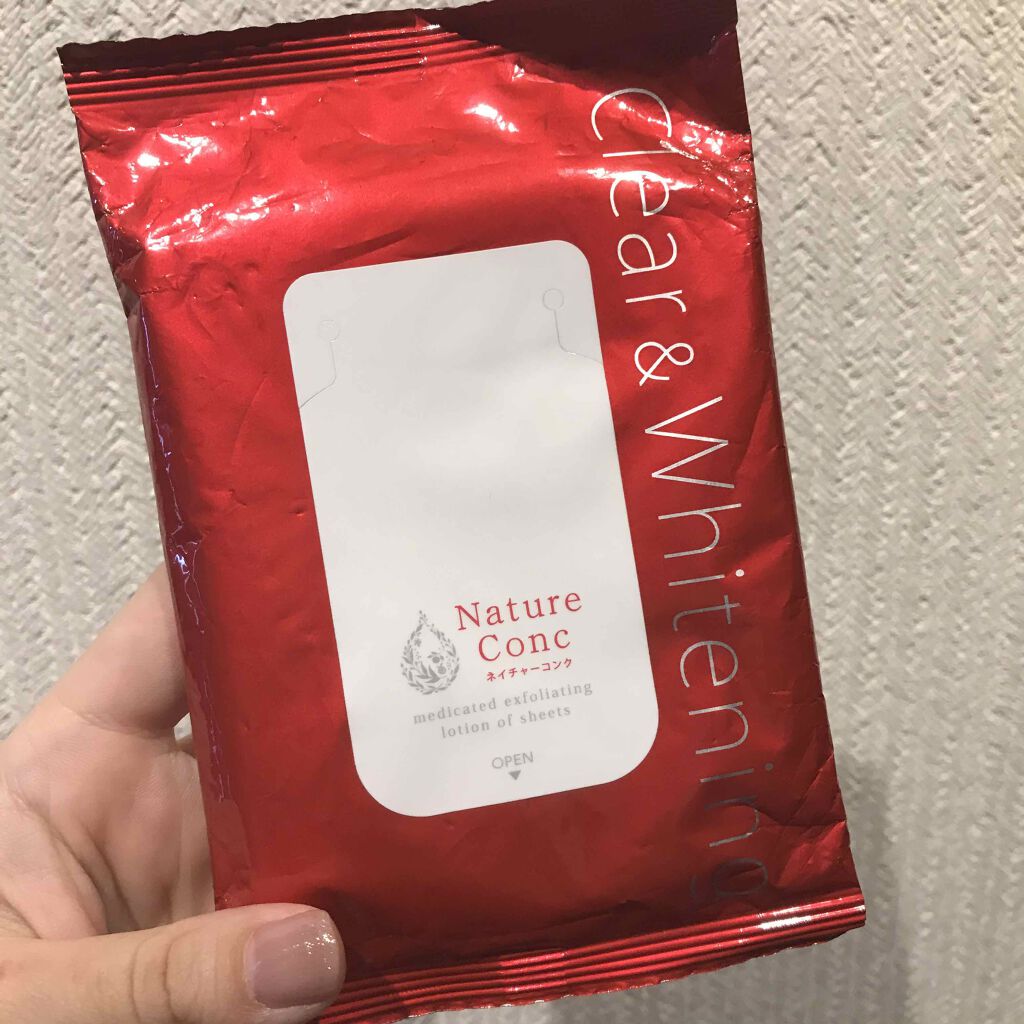 Clear & Whitening
Nature
Conc
ネイチャーコンク
medicated exfoliating
lotion of sheets
OPEN